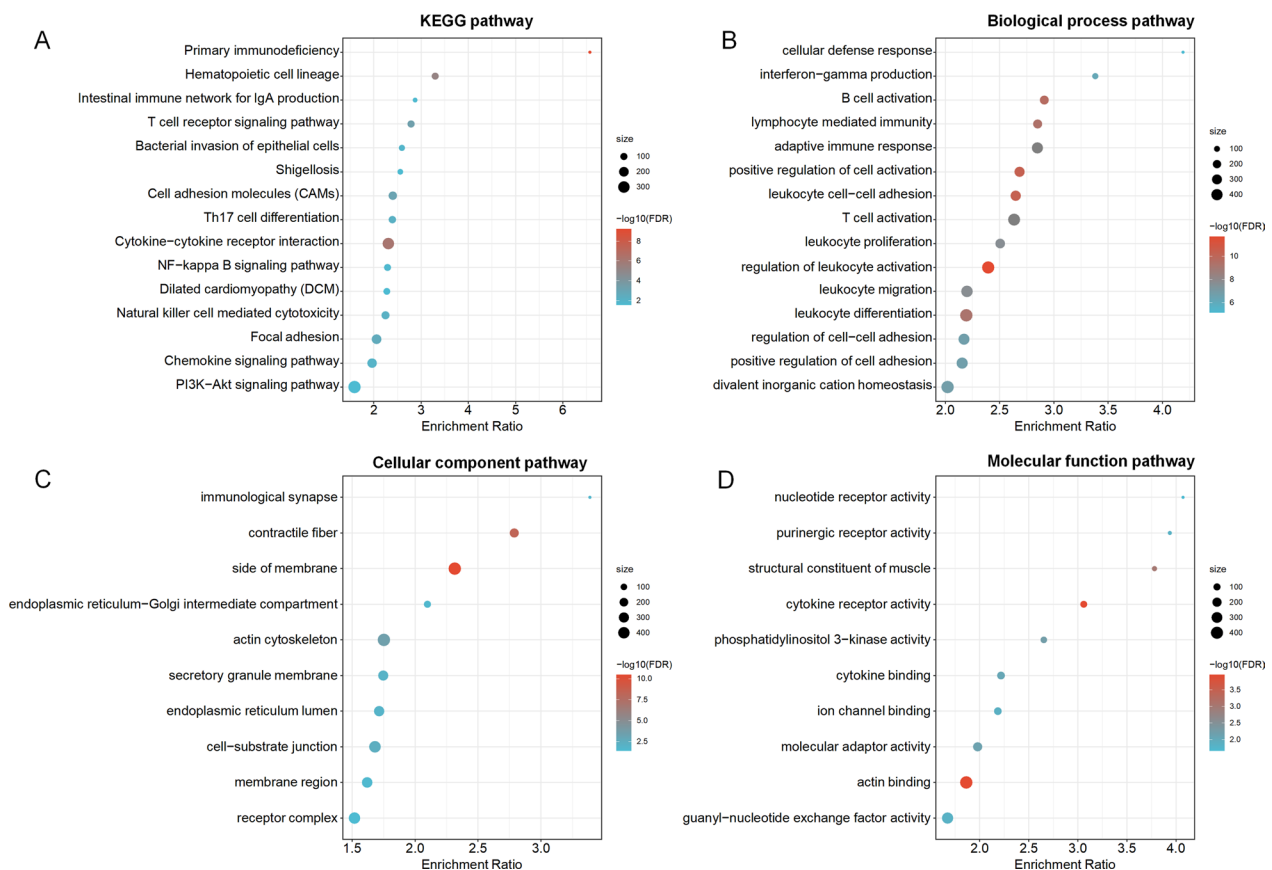 A
KEGG pathway
Primary immunodeficiency
Hematopoietic cell lineage
Intestinal immune network for IgA production
T cell receptor signaling pathway
Bacterial invasion of epithelial cells
Shigellosis
Cell adhesion molecules (CAMs)
Th17 cell differentiation
Cytokine−cytokine receptor interaction
NF−kappa B signaling pathway
Dilated cardiomyopathy (DCM)
Natural killer cell mediated cytotoxicity
Focal adhesion
Chemokine signaling pathway
PI3K−Akt signaling pathway
2 3 4 5 6
Enrichment Ratio
size
100
200
300
−log10(FDR)
8
6
4
2
B
Biological process pathway
cellular defense response
interferon−gamma production
B cell activation
lymphocyte mediated immunity
adaptive immune response
positive regulation of cell activation
leukocyte cell−cell adhesion
T cell activation
leukocyte proliferation
regulation of leukocyte activation
leukocyte migration
leukocyte differentiation
regulation of cell−cell adhesion
positive regulation of cell adhesion
divalent inorganic cation homeostasis
2.0 2.5 3.0 3.5 4.0
Enrichment Ratio
size
100
200
300
400
−log10(FDR)
10
8
6
C
Cellular component pathway
immunological synapse
contractile fiber
side of membrane
endoplasmic reticulum−Golgi intermediate compartment
actin cytoskeleton
secretory granule membrane
endoplasmic reticulum lumen
cell−substrate junction
membrane region
receptor complex
1.5 2.0 2.5 3.0
Enrichment Ratio
size
100
200
300
400
−log10(FDR)
10.0
7.5
5.0
2.5
D
Molecular function pathway
nucleotide receptor activity
purinergic receptor activity
structural constituent of muscle
cytokine receptor activity
phosphatidylinositol 3−kinase activity
cytokine binding
ion channel binding
molecular adaptor activity
actin binding
guanyl−nucleotide exchange factor activity
2.0 2.5 3.0 3.5 4.0
Enrichment Ratio
size
100
200
300
400
−log10(FDR)
3.5
3.0
2.5
2.0